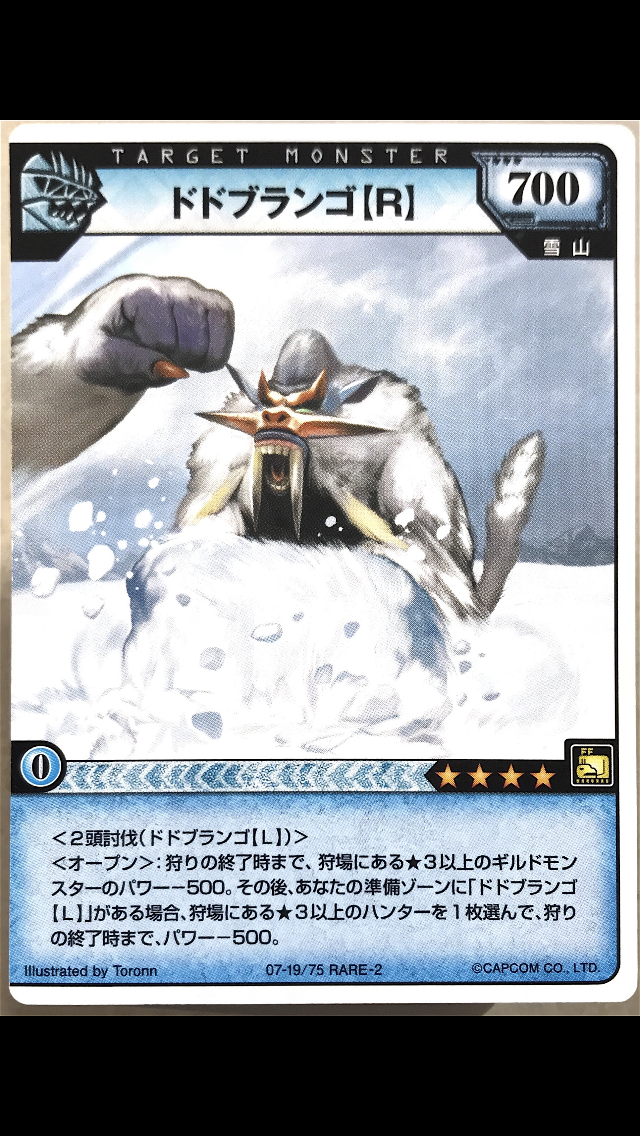 TARGET MONSTER
ドドブランゴ【R】
700
雪山
0
<2頭討伐(ドドブランゴ【L】)>
<オープン>:狩りの終了時まで、狩場にある★3以上のギルドモン
スターのパワー−500。その後、あなたの準備ゾーンに「ドドブランゴ
【L】」がある場合、狩場にある★3以上のハンターを1枚選んで、狩り
の終了時まで、パワー−500。
Illustrated by Toronn 07-19/75 RARE-2 ©CAPCOM CO., LTD.